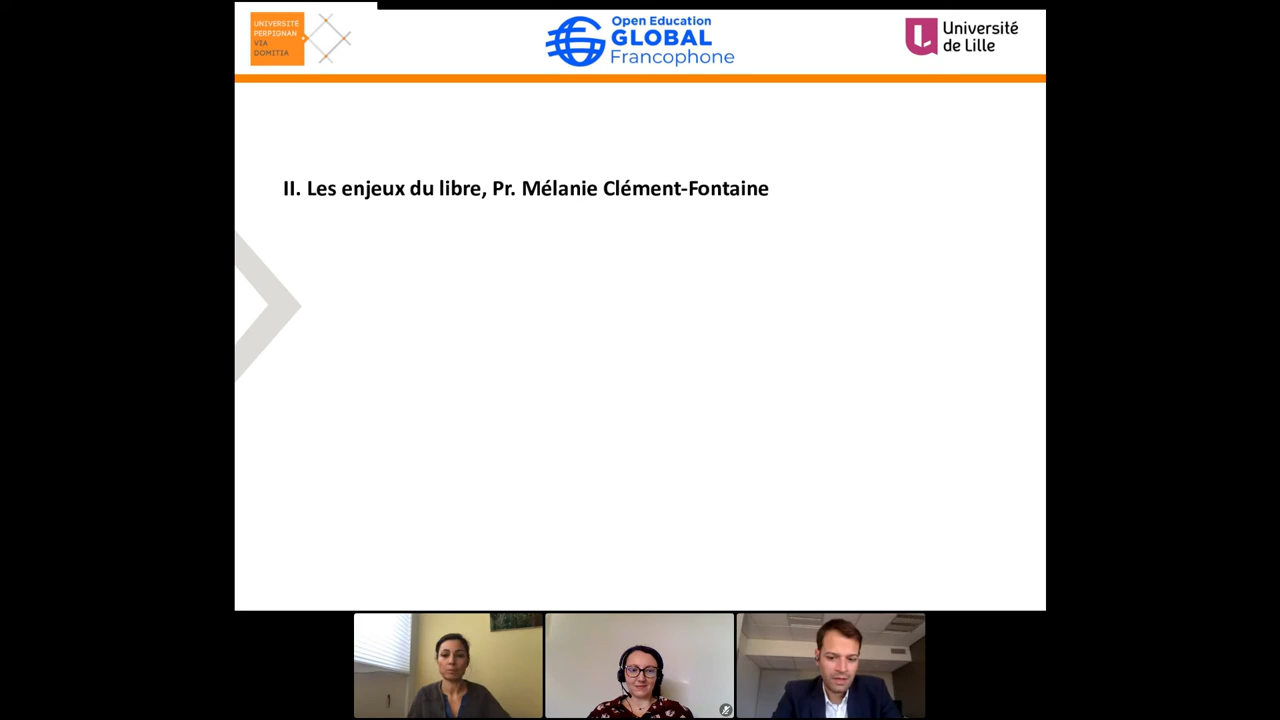 UNIVERSITÉ
PERPIGNAN
VIA
DOMITIA
Open Education
GLOBAL
Francophone
Université
de Lille
II. Les enjeux du libre, Pr. Mélanie Clément-Fontaine